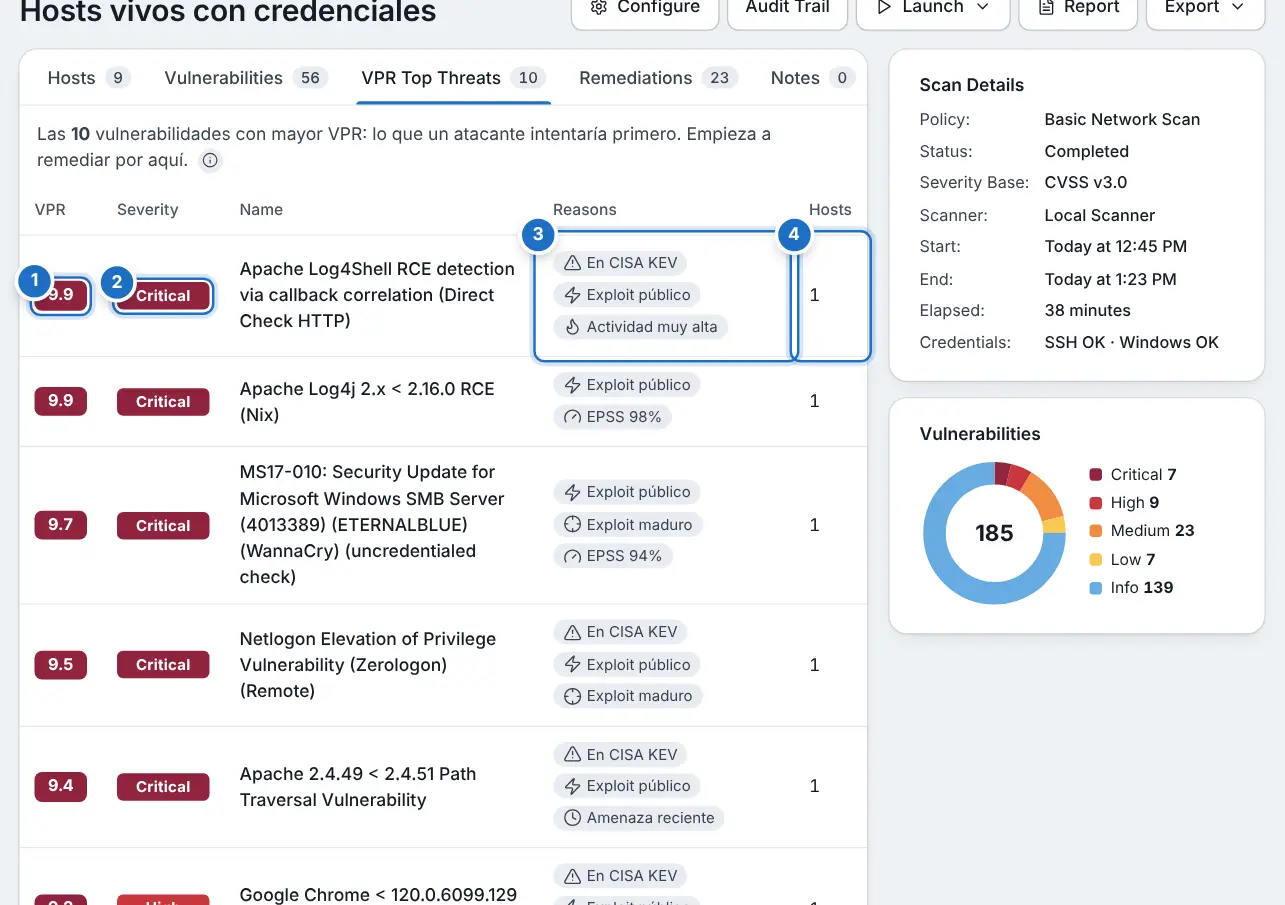 Hosts vivos con credenciales
Configure
Audit Trail
Launch
Report
Export
Hosts 9
Vulnerabilities 56
VPR Top Threats 10
Remediations 23
Notes 0
Las 10 vulnerabilidades con mayor VPR: lo que un atacante intentaría primero. Empieza a
remediar por aquí.
VPR Severity Name Reasons Hosts
1
2
3
4
9.9
Critical
Apache Log4Shell RCE detection
via callback correlation (Direct
Check HTTP)
En CISA KEV
Exploit público
Actividad muy alta
1
9.9
Critical
Apache Log4j 2.x < 2.16.0 RCE
(Nix)
Exploit público
EPSS 98%
1
9.7
Critical
MS17-010: Security Update for
Microsoft Windows SMB Server
(4013389) (ETERNALBLUE)
(WannaCry) (uncredentialed
check)
Exploit público
Exploit maduro
EPSS 94%
1
9.5
Critical
Netlogon Elevation of Privilege
Vulnerability (Zerologon)
(Remote)
En CISA KEV
Exploit público
Exploit maduro
1
9.4
Critical
Apache 2.4.49 < 2.4.51 Path
Traversal Vulnerability
En CISA KEV
Exploit público
Amenaza reciente
1
High
Google Chrome < 120.0.6099.129
En CISA KEV
Exploit público
Scan Details
Policy: Basic Network Scan
Status: Completed
Severity Base: CVSS v3.0
Scanner: Local Scanner
Start: Today at 12:45 PM
End: Today at 1:23 PM
Elapsed: 38 minutes
Credentials: SSH OK · Windows OK
Vulnerabilities
185
Critical 7
High 9
Medium 23
Low 7
Info 139